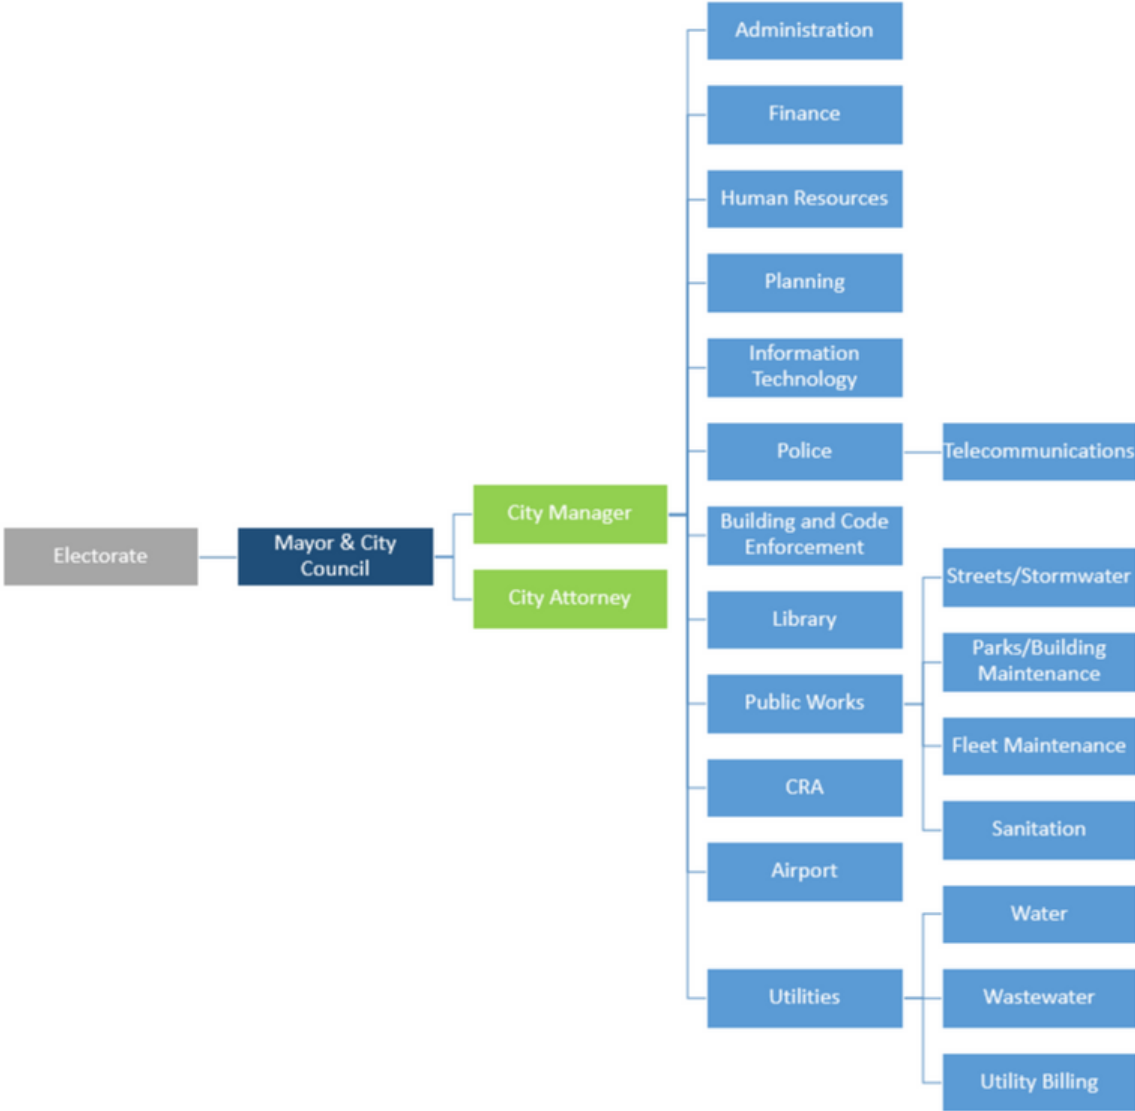 Administration
Finance
Human Resources
Planning
Information
Technology
Police
Telecommunications
City Manager
Building and Code
Enforcement
Electorate
Mayor & City
Council
City Attorney
Library
Streets/Stormwater
Parks/Building
Maintenance
Public Works
Fleet Maintenance
CRA
Sanitation
Airport
Water
Utilities
Wastewater
Utility Billing